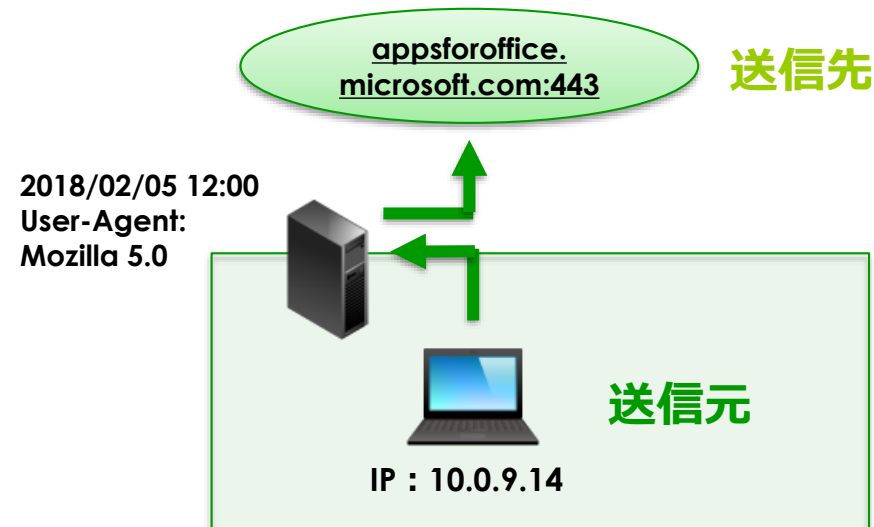 appsforoffice.
microsoft.com:443
送信先
2018/02/05 12:00
User-Agent:
Mozilla 5.0
送信元
IP：10.0.9.14